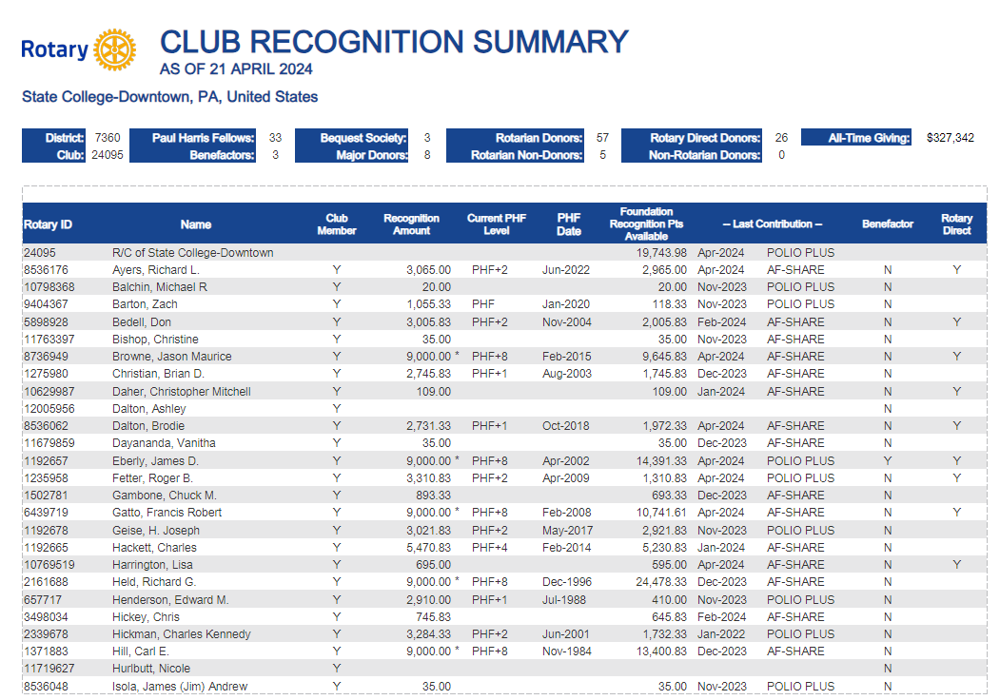 Rotary
CLUB RECOGNITION SUMMARY
AS OF 21 APRIL 2024
State College-Downtown, PA, United States
District: 7360 Paul Harris Fellows: 33 Bequest Society: 3 Rotarian Donors: 57 Rotary Direct Donors: 26 All-Time Giving: $327,342
Club: 24095 Benefactors: 3 Major Donors: 8 Rotarian Non-Donors: 5 Non-Rotarian Donors: 0
Rotary ID Name Club Member Recognition Amount Current PHF Level PHF Date Foundation Recognition Pts Available -- Last Contribution -- Benefactor Rotary Direct
24095 R/C of State College-Downtown 19,743.98 Apr-2024 POLIO PLUS
8536176 Ayers, Richard L. Y 3,065.00 PHF+2 Jun-2022 2,965.00 Apr-2024 AF-SHARE N Y
10798368 Balchin, Michael R Y 20.00 20.00 Nov-2023 POLIO PLUS N
9404367 Barton, Zach Y 1,055.33 PHF Jan-2020 118.33 Nov-2023 POLIO PLUS N
5898928 Bedell, Don Y 3,005.83 PHF+2 Nov-2004 2,005.83 Feb-2024 AF-SHARE N Y
11763397 Bishop, Christine Y 35.00 35.00 Nov-2023 AF-SHARE N
8736949 Browne, Jason Maurice Y 9,000.00 * PHF+8 Feb-2015 9,645.83 Apr-2024 AF-SHARE N Y
1275980 Christian, Brian D. Y 2,745.83 PHF+1 Aug-2003 1,745.83 Dec-2023 AF-SHARE N
10629987 Daher, Christopher Mitchell Y 109.00 109.00 Jan-2024 AF-SHARE N Y
12005956 Dalton, Ashley Y N
8536062 Dalton, Brodie Y 2,731.33 PHF+1 Oct-2018 1,972.33 Apr-2024 AF-SHARE N Y
11679859 Dayananda, Vanitha Y 35.00 35.00 Dec-2023 AF-SHARE N
1192657 Eberly, James D. Y 9,000.00 * PHF+8 Apr-2002 14,391.33 Apr-2024 POLIO PLUS Y Y
1235958 Fetter, Roger B. Y 3,310.83 PHF+2 Apr-2009 1,310.83 Apr-2024 POLIO PLUS N Y
1502781 Gambone, Chuck M. Y 893.33 693.33 Dec-2023 AF-SHARE N
6439719 Gatto, Francis Robert Y 9,000.00 * PHF+8 Feb-2008 10,741.61 Apr-2024 AF-SHARE N Y
1192678 Geise, H. Joseph Y 3,021.83 PHF+2 May-2017 2,921.83 Nov-2023 POLIO PLUS N
1192665 Hackett, Charles Y 5,470.83 PHF+4 Feb-2014 5,230.83 Jan-2024 AF-SHARE N
10769519 Harrington, Lisa Y 695.00 595.00 Apr-2024 AF-SHARE N Y
2161688 Held, Richard G. Y 9,000.00 * PHF+8 Dec-1996 24,478.33 Dec-2023 AF-SHARE N
657717 Henderson, Edward M. Y 2,910.00 PHF+1 Jul-1988 410.00 Nov-2023 POLIO PLUS N
3498034 Hickey, Chris Y 745.83 645.83 Feb-2024 AF-SHARE N
2339678 Hickman, Charles Kennedy Y 3,284.33 PHF+2 Jun-2001 1,732.33 Jan-2022 POLIO PLUS N
1371883 Hill, Carl E. Y 9,000.00 * PHF+8 Nov-1984 13,400.83 Dec-2023 AF-SHARE N
11719627 Hurlbutt, Nicole Y N
8536048 Isola, James (Jim) Andrew Y 35.00 35.00 Nov-2023 POLIO PLUS N